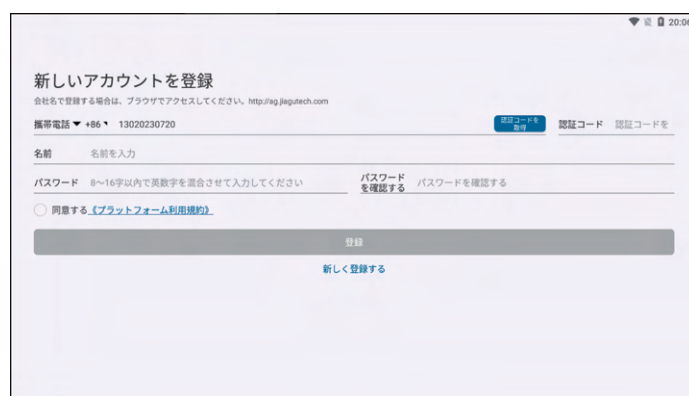 20:06
新しいアカウントを登録
会社名で登録する場合は、ブラウザでアクセスしてください。http://ag.jiagutech.com
携帯電話 +86 13020230720 認証コードを 認証コード 認証コードを
取得
名前 名前を入力
パスワード 8〜16字以内で英数字を混合させて入力してください パスワード パスワードを確認する
を確認する
同意する《プラットフォーム利用規約》
登録
新しく登録する